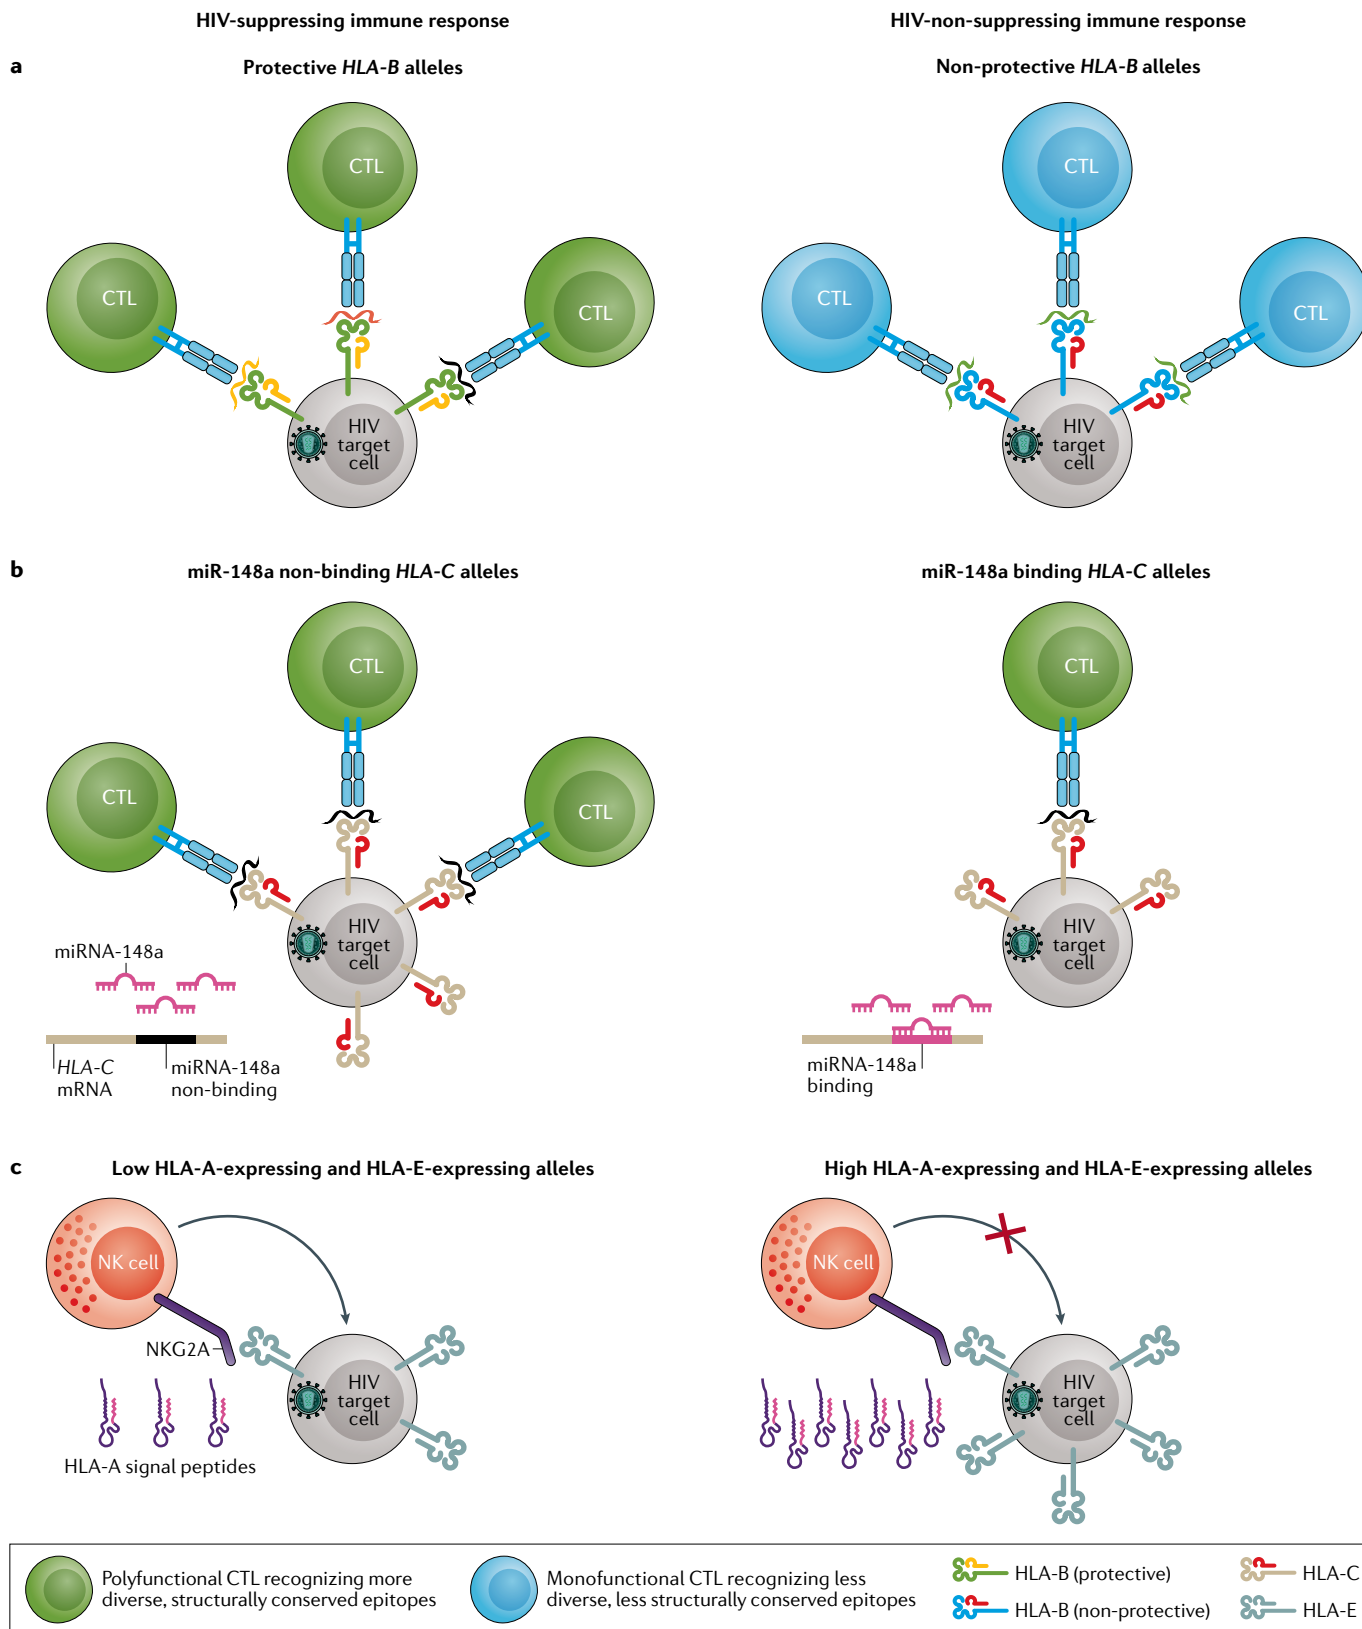 HIV-suppressing immune response
HIV-non-suppressing immune response
a
Protective HLA-B alleles
Non-protective HLA-B alleles
CTL
CTL
CTL
HIV
target
cell
CTL
CTL
CTL
HIV
target
cell
b
miR-148a non-binding HLA-C alleles
miR-148a binding HLA-C alleles
CTL
CTL
CTL
HIV
target
cell
miRNA-148a
HLA-C
mRNA
miRNA-148a
non-binding
CTL
HIV
target
cell
miRNA-148a
binding
c
Low HLA-A-expressing and HLA-E-expressing alleles
High HLA-A-expressing and HLA-E-expressing alleles
NK cell
NKG2A
HIV
target
cell
HLA-A signal peptides
NK cell
HIV
target
cell
Polyfunctional CTL recognizing more
diverse, structurally conserved epitopes
Monofunctional CTL recognizing less
diverse, less structurally conserved epitopes
HLA-B (protective)
HLA-B (non-protective)
HLA-C
HLA-E